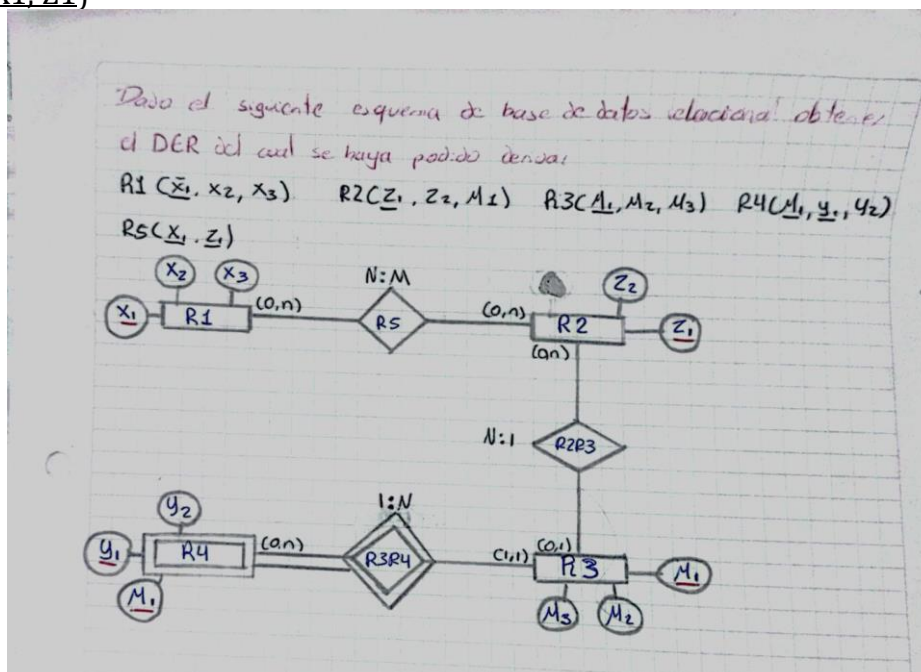 X1, Z1)
Dado el siguiente esquema de base de datos relacional obtener
el DER del cual se haya podido derivar
R1 (X1, X2, X3) R2(Z1, Z2, M1) R3(M1, M2, M3) R4(M1, y1, y2)
R5(X1, Z1)
X2 X3 N:M Z2
X1 R1 (0,n) R5 (0,n) R2 Z1
(0,n)
N:1 R2R3
y2 1:N
y1 R4 (0,n) R3R4 (1,1) (0,1) R3 M1
M1 M3 M2